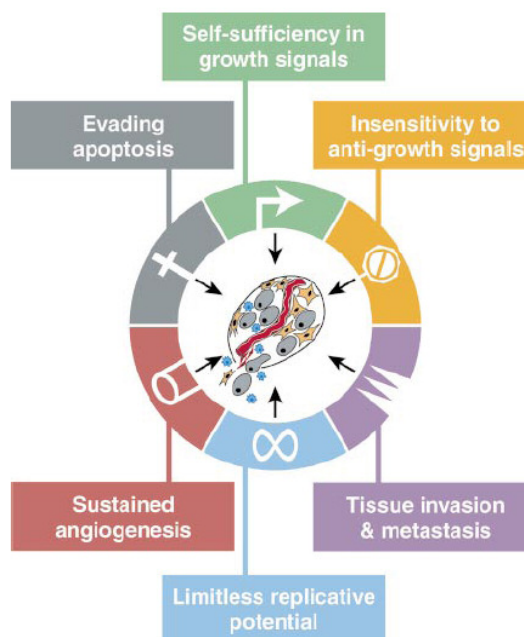 Self-sufficiency in
growth signals
Evading
apoptosis
Insensitivity to
anti-growth signals
Sustained
angiogenesis
Tissue invasion
& metastasis
Limitless replicative
potential